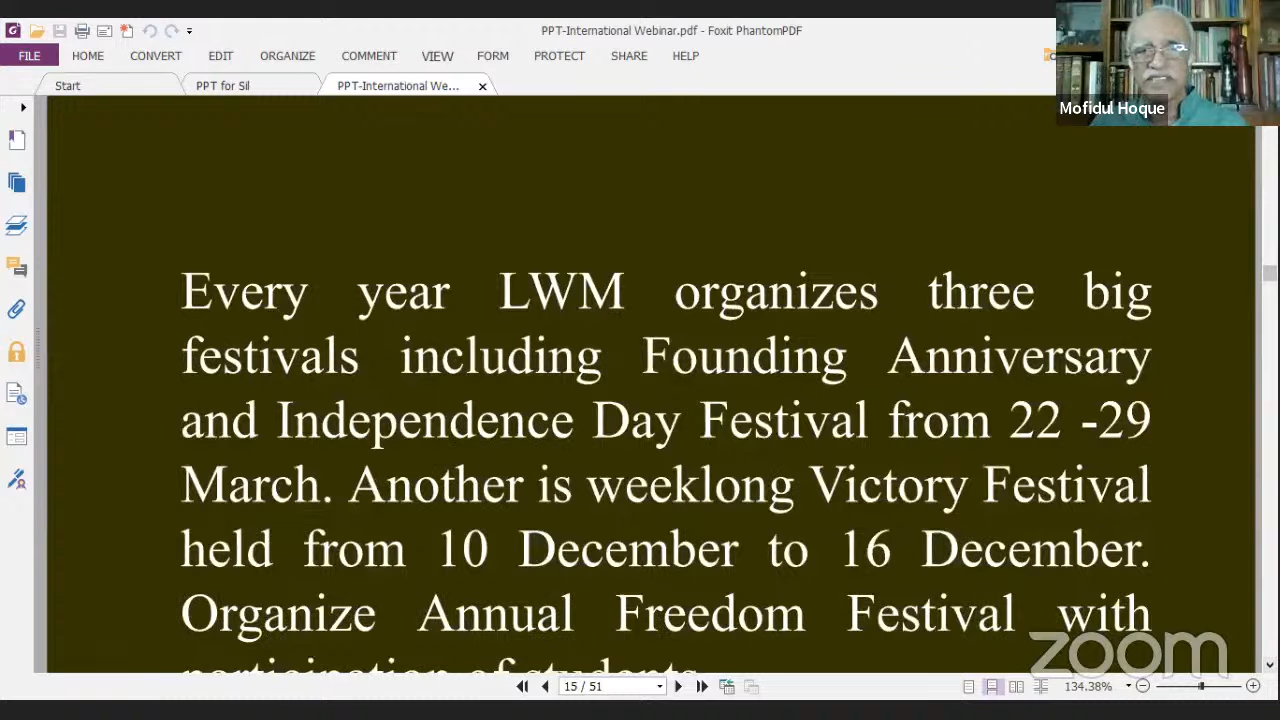 PPT-International Webinar.pdf - Foxit PhantomPDF
FILE HOME CONVERT EDIT ORGANIZE COMMENT VIEW FORM PROTECT SHARE HELP
Start PPT for Sil PPT-International We...
Mofidul Hoque
Every year LWM organizes three big
festivals including Founding Anniversary
and Independence Day Festival from 22 -29
March. Another is weeklong Victory Festival
held from 10 December to 16 December.
Organize Annual Freedom Festival with
participation of students
zoom
15 / 51
134.38%